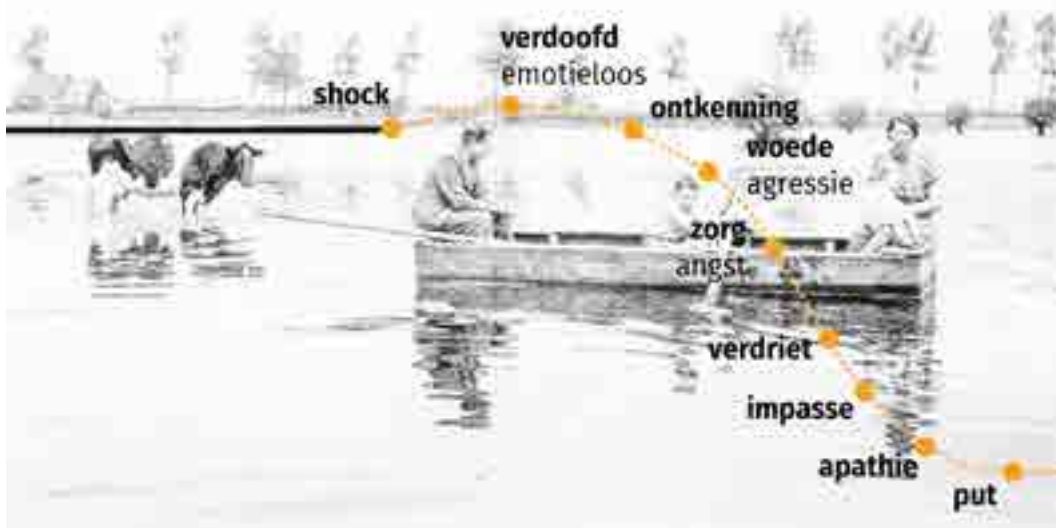 shock
verdoofd
emotieloos
ontkenning
woede
agressie
zorg
angst
verdriet
impasse
apathie
put